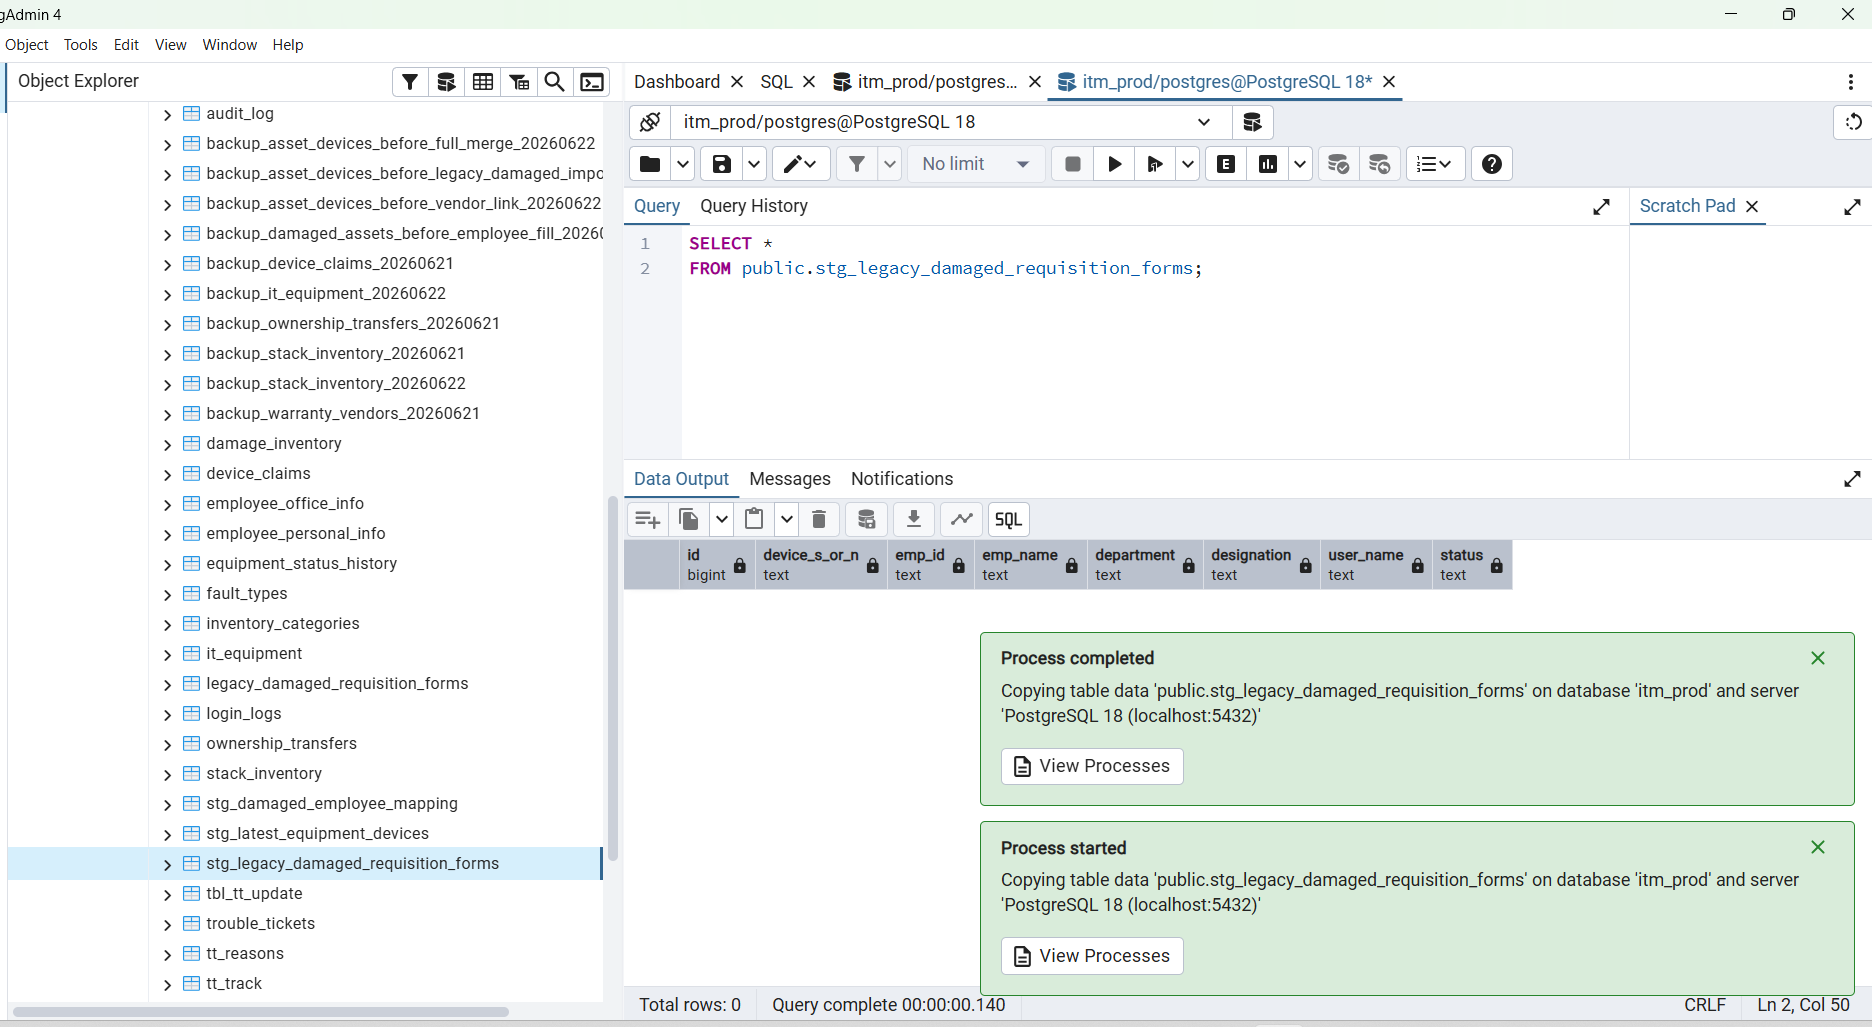 gAdmin 4
Object Tools Edit View Window Help
Object Explorer
audit_log
backup_asset_devices_before_full_merge_20260622
backup_asset_devices_before_legacy_damaged_impo
backup_asset_devices_before_vendor_link_20260622
backup_damaged_assets_before_employee_fill_2026
backup_device_claims_20260621
backup_it_equipment_20260622
backup_ownership_transfers_20260621
backup_stack_inventory_20260621
backup_stack_inventory_20260622
backup_warranty_vendors_20260621
damage_inventory
device_claims
employee_office_info
employee_personal_info
equipment_status_history
fault_types
inventory_categories
it_equipment
legacy_damaged_requisition_forms
login_logs
ownership_transfers
stack_inventory
stg_damaged_employee_mapping
stg_latest_equipment_devices
stg_legacy_damaged_requisition_forms
tbl_tt_update
trouble_tickets
tt_reasons
tt_track
Dashboard SQL itm_prod/postgres... itm_prod/postgres@PostgreSQL 18*
itm_prod/postgres@PostgreSQL 18
No limit E
Query Query History Scratch Pad
1 SELECT *
2 FROM public.stg_legacy_damaged_requisition_forms;
Data Output Messages Notifications
SQL
id device_s_or_n emp_id emp_name department designation user_name status
bigint text text text text text text text
Process completed
Copying table data 'public.stg_legacy_damaged_requisition_forms' on database 'itm_prod' and server
'PostgreSQL 18 (localhost:5432)'
View Processes
Process started
Copying table data 'public.stg_legacy_damaged_requisition_forms' on database 'itm_prod' and server
'PostgreSQL 18 (localhost:5432)'
View Processes
Total rows: 0 Query complete 00:00:00.140 CRLF Ln 2, Col 50